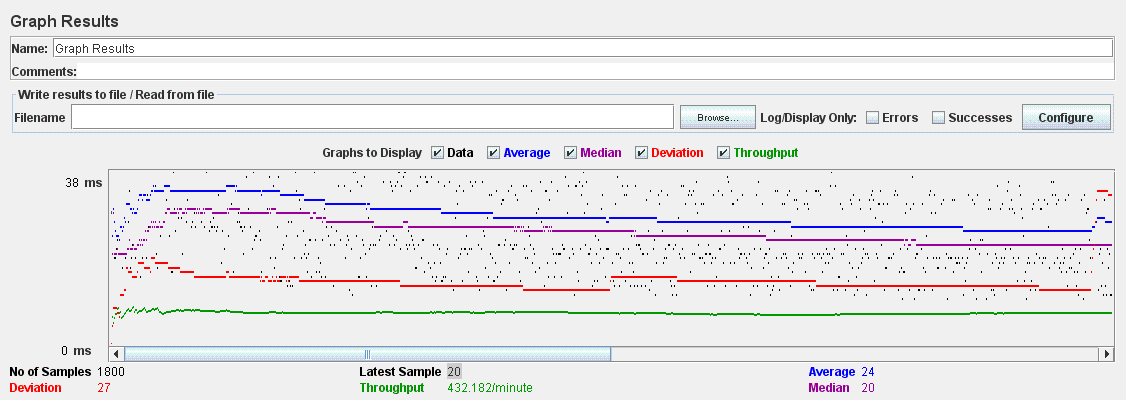 Graph Results
Name: Graph Results
Comments:
Write results to file / Read from file
Filename Browse... Log/Display Only: Errors Successes Configure
Graphs to Display Data Average Median Deviation Throughput
38 ms
0 ms
No of Samples 1800 Latest Sample 20 Average 24
Deviation 27 Throughput 432.182/minute Median 20